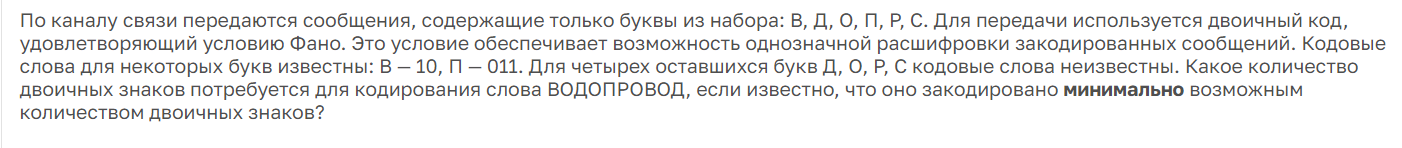 По каналу связи передаются сообщения, содержащие только буквы из набора: В, Д, О, П, Р, С. Для передачи используется двоичный код,
удовлетворяющий условию Фано. Это условие обеспечивает возможность однозначной расшифровки закодированных сообщений. Кодовые
слова для некоторых букв известны: В — 10, П — 011. Для четырех оставшихся букв Д, О, Р, С кодовые слова неизвестны. Какое количество
двоичных знаков потребуется для кодирования слова ВОДОПРОВОД, если известно, что оно закодировано минимально возможным
количеством двоичных знаков?